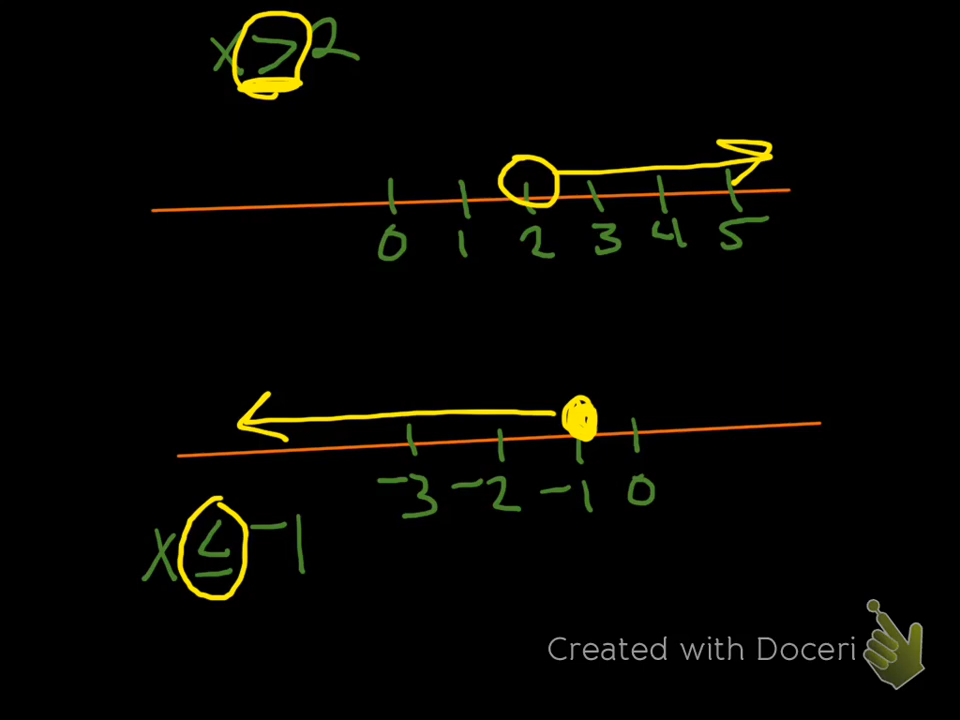 x > 2
0 1 2 3 4 5
-3 -2 -1 0
x ≤ -1
Created with Doceri